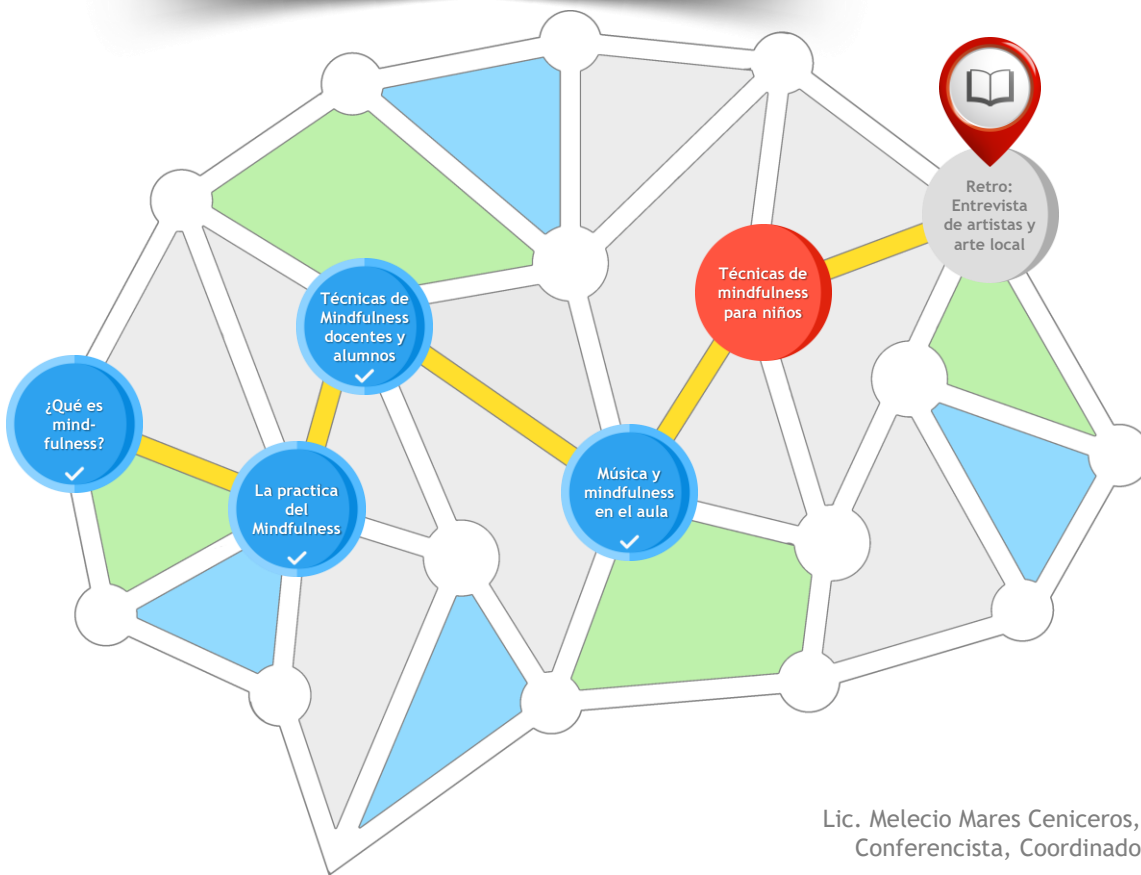 ¿Qué es
mind-
fulness?
La practica
del
Mindfulness
Técnicas de
Mindfulness
docentes y
alumnos
Música y
mindfulness
en el aula
Técnicas de
mindfulness
para niños
Retro:
Entrevista
de artistas y
arte local
Lic. Melecio Mares Ceniceros,
Conferencista, Coordinado